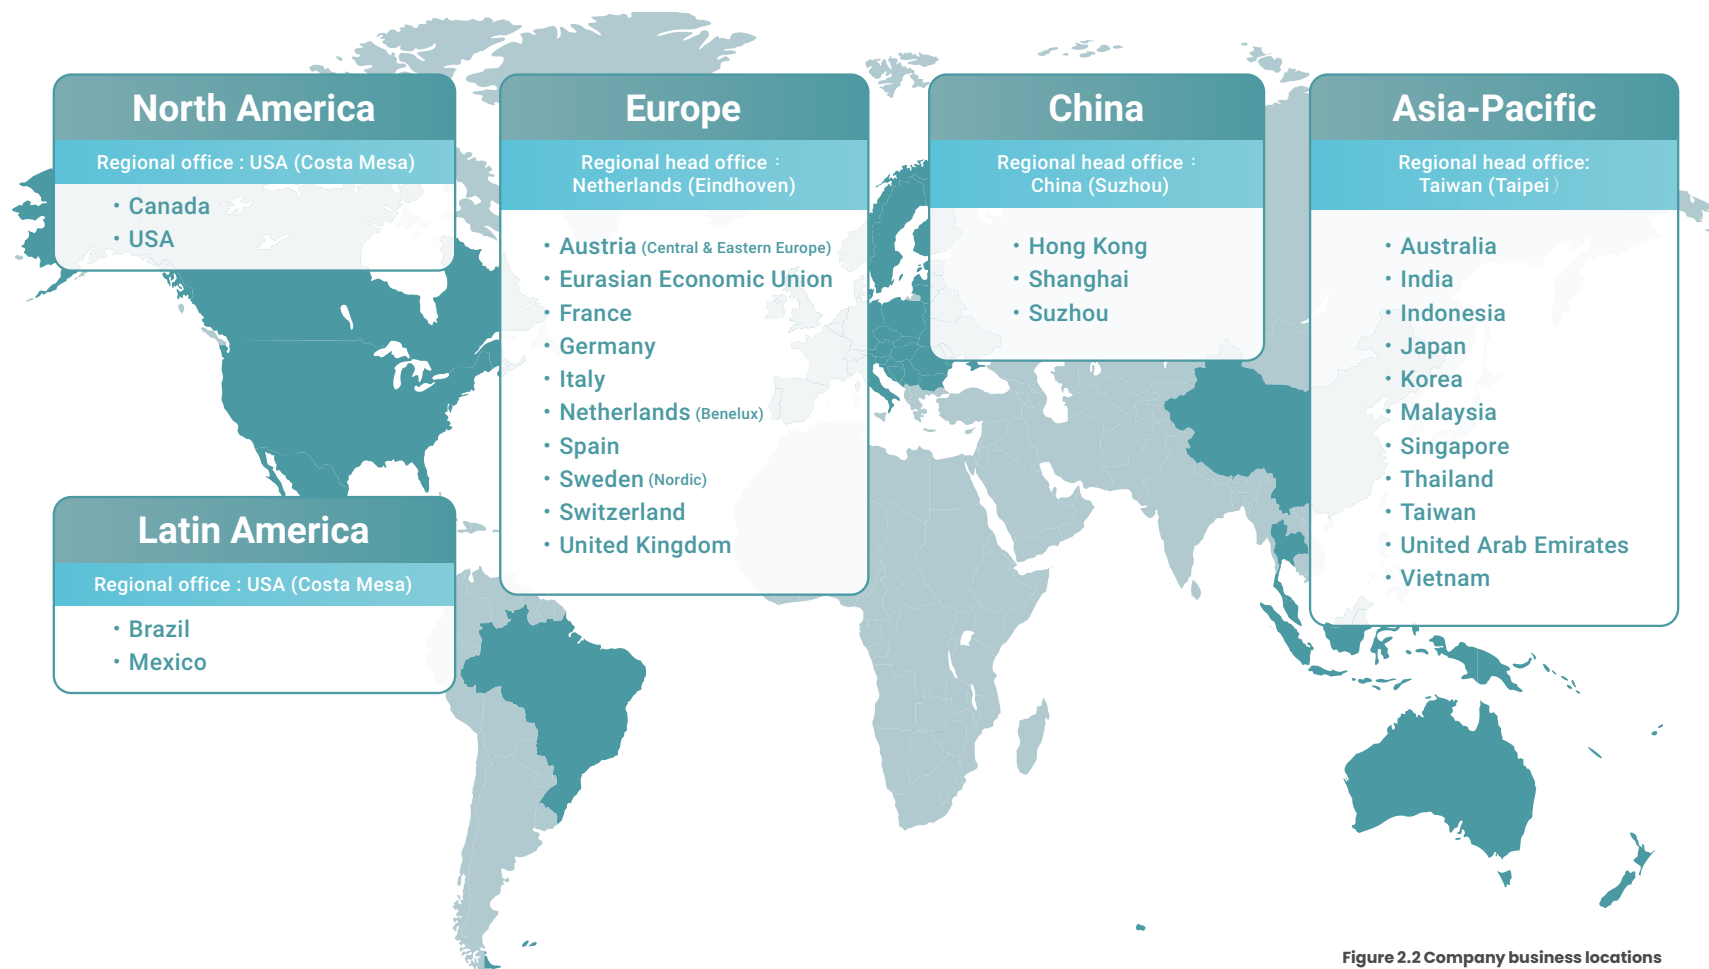 North America
Regional office : USA (Costa Mesa)
・Canada
・USA
Latin America
Regional office : USA (Costa Mesa)
・Brazil
・Mexico
Europe
Regional head office :
Netherlands (Eindhoven)
・Austria (Central & Eastern Europe)
・Eurasian Economic Union
・France
・Germany
・Italy
・Netherlands (Benelux)
・Spain
・Sweden (Nordic)
・Switzerland
・United Kingdom
China
Regional head office :
China (Suzhou)
・Hong Kong
・Shanghai
・Suzhou
Asia-Pacific
Regional head office:
Taiwan (Taipei）
・Australia
・India
・Indonesia
・Japan
・Korea
・Malaysia
・Singapore
・Thailand
・Taiwan
・United Arab Emirates
・Vietnam
Figure 2.2 Company business locations